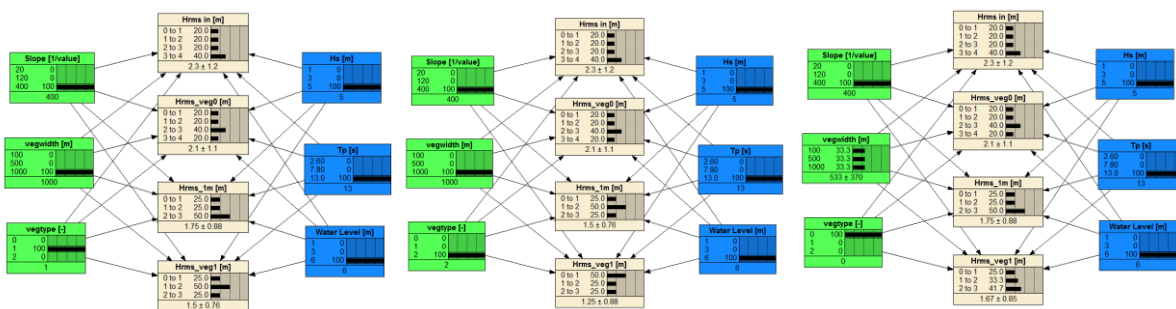 Hrms in [m]
0 to 1 20.0
1 to 2 20.0
2 to 3 20.0
3 to 4 40.0
2.3 ± 1.2
Slope [1/value]
20 0
120 0
400 100
400
Hs [m]
1 0
3 0
5 100
5
Hrms_veg0 [m]
0 to 1 20.0
1 to 2 20.0
2 to 3 40.0
3 to 4 20.0
2.1 ± 1.1
vegwidth [m]
100 0
500 0
1000 100
1000
Tp [s]
2.60 0
7.80 0
13.0 100
13
Hrms_1m [m]
0 to 1 25.0
1 to 2 25.0
2 to 3 50.0
1.75 ± 0.88
vegtype [-]
0 0
1 100
2 0
1
Water Level [m]
1 0
3 0
6 100
6
Hrms_veg1 [m]
0 to 1 25.0
1 to 2 50.0
2 to 3 25.0
1.5 ± 0.76
Hrms in [m]
0 to 1 20.0
1 to 2 20.0
2 to 3 20.0
3 to 4 40.0
2.3 ± 1.2
Slope [1/value]
20 0
120 0
400 100
400
Hs [m]
1 0
3 0
5 100
5
Hrms_veg0 [m]
0 to 1 20.0
1 to 2 20.0
2 to 3 40.0
3 to 4 20.0
2.1 ± 1.1
vegwidth [m]
100 0
500 0
1000 100
1000
Tp [s]
2.60 0
7.80 0
13.0 100
13
Hrms_1m [m]
0 to 1 25.0
1 to 2 50.0
2 to 3 25.0
1.5 ± 0.76
vegtype [-]
0 0
1 0
2 100
2
Water Level [m]
1 0
3 0
6 100
6
Hrms_veg1 [m]
0 to 1 50.0
1 to 2 25.0
2 to 3 25.0
1.25 ± 0.88
Hrms in [m]
0 to 1 20.0
1 to 2 20.0
2 to 3 20.0
3 to 4 40.0
2.3 ± 1.2
Slope [1/value]
20 0
120 0
400 100
400
Hs [m]
1 0
3 0
5 100
5
Hrms_veg0 [m]
0 to 1 20.0
1 to 2 20.0
2 to 3 40.0
3 to 4 20.0
2.1 ± 1.1
vegwidth [m]
100 33.3
500 33.3
1000 33.3
533 ± 370
Tp [s]
2.60 0
7.80 0
13.0 100
13
Hrms_1m [m]
0 to 1 25.0
1 to 2 25.0
2 to 3 50.0
1.75 ± 0.88
vegtype [-]
0 100
1 0
2 0
0
Water Level [m]
1 0
3 0
6 100
6
Hrms_veg1 [m]
0 to 1 25.0
1 to 2 33.3
2 to 3 41.7
1.67 ± 0.85